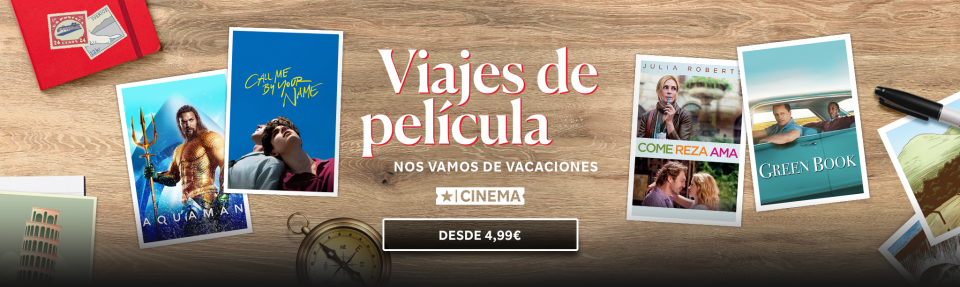 Viajes de
película
NOS VAMOS DE VACACIONES
CINEMA
DESDE 4,99€
AQUAMAN
CALL ME
BY YOUR
NAME
JULIA ROBERTS
COME REZA AMA
GREEN BOOK